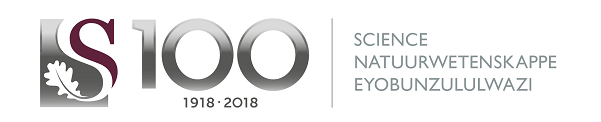 S100
1918·2018
SCIENCE
NATUURWETENSKAPPE
EYOBUNZULULWAZI